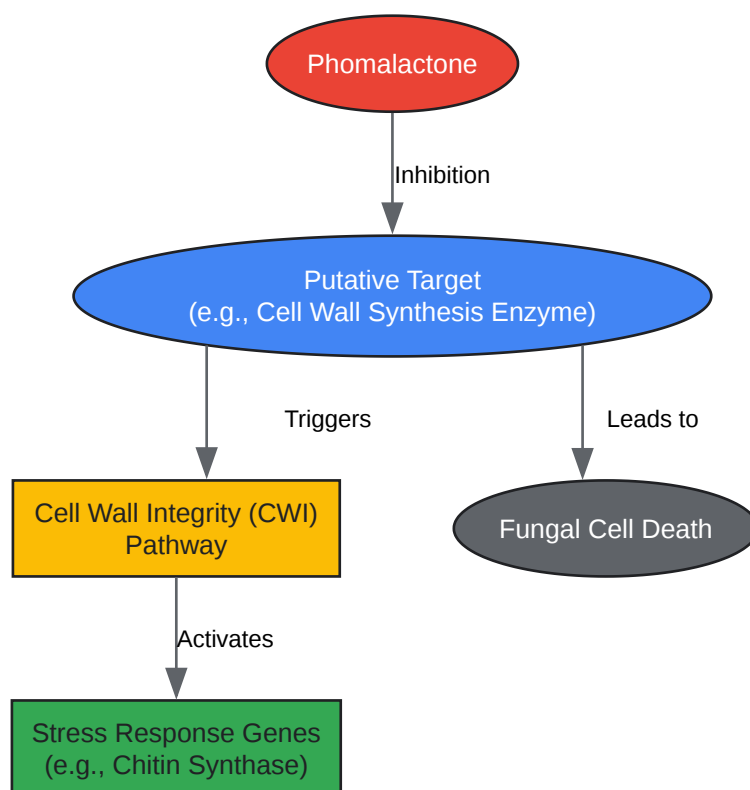 Phomalactone
Inhibition
Putative Target
(e.g., Cell Wall Synthesis Enzyme)
Triggers
Leads to
Cell Wall Integrity (CWI)
Pathway
Fungal Cell Death
Activates
Stress Response Genes
(e.g., Chitin Synthase)